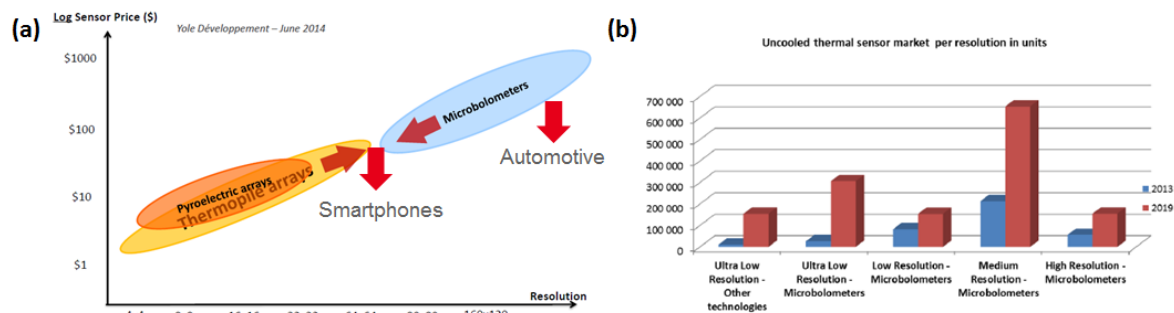 (a)
Log Sensor Price ($)
Yole Développement – June 2014
$1000
$100
$10
$1
Microbolometers
Pyroelectric arrays
Thermopile arrays
Automotive
Smartphones
Resolution
(b)
Uncooled thermal sensor market per resolution in units
700 000
600 000
500 000
400 000
300 000
200 000
100 000
0
2013
2019
Ultra Low
Resolution -
Other
technologies
Ultra Low
Resolution -
Microbolometers
Low Resolution -
Microbolometers
Medium
Resolution -
Microbolometers
High Resolution -
Microbolometers